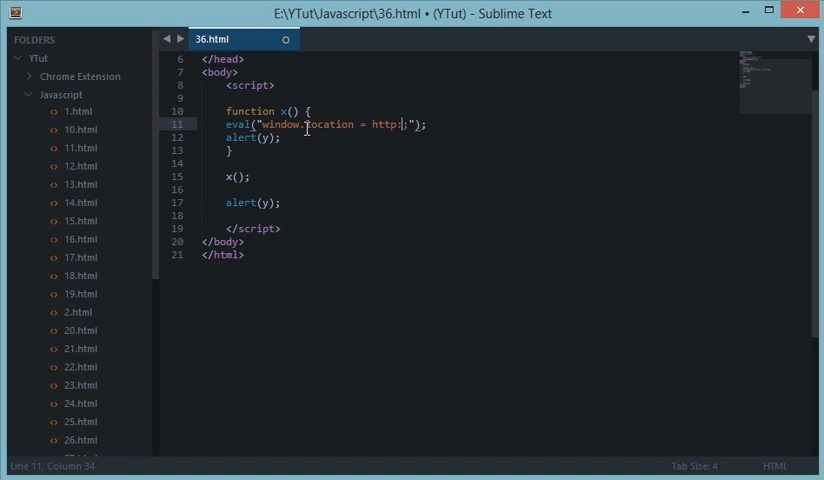 E:\YTut\Javascript\36.html • (YTut) - Sublime Text
FOLDERS
YTut
Chrome Extension
Javascript
1.html
10.html
11.html
12.html
13.html
14.html
15.html
16.html
17.html
18.html
19.html
2.html
20.html
21.html
22.html
23.html
24.html
25.html
26.html
36.html
6 </head>
7 <body>
8 <script>
9
10 function x() {
11 eval("window.location = http:;");
12 alert(y);
13 }
14
15 x();
16
17 alert(y);
18
19 </script>
20 </body>
21 </html>
Line 11, Column 34
Tab Size: 4
HTML